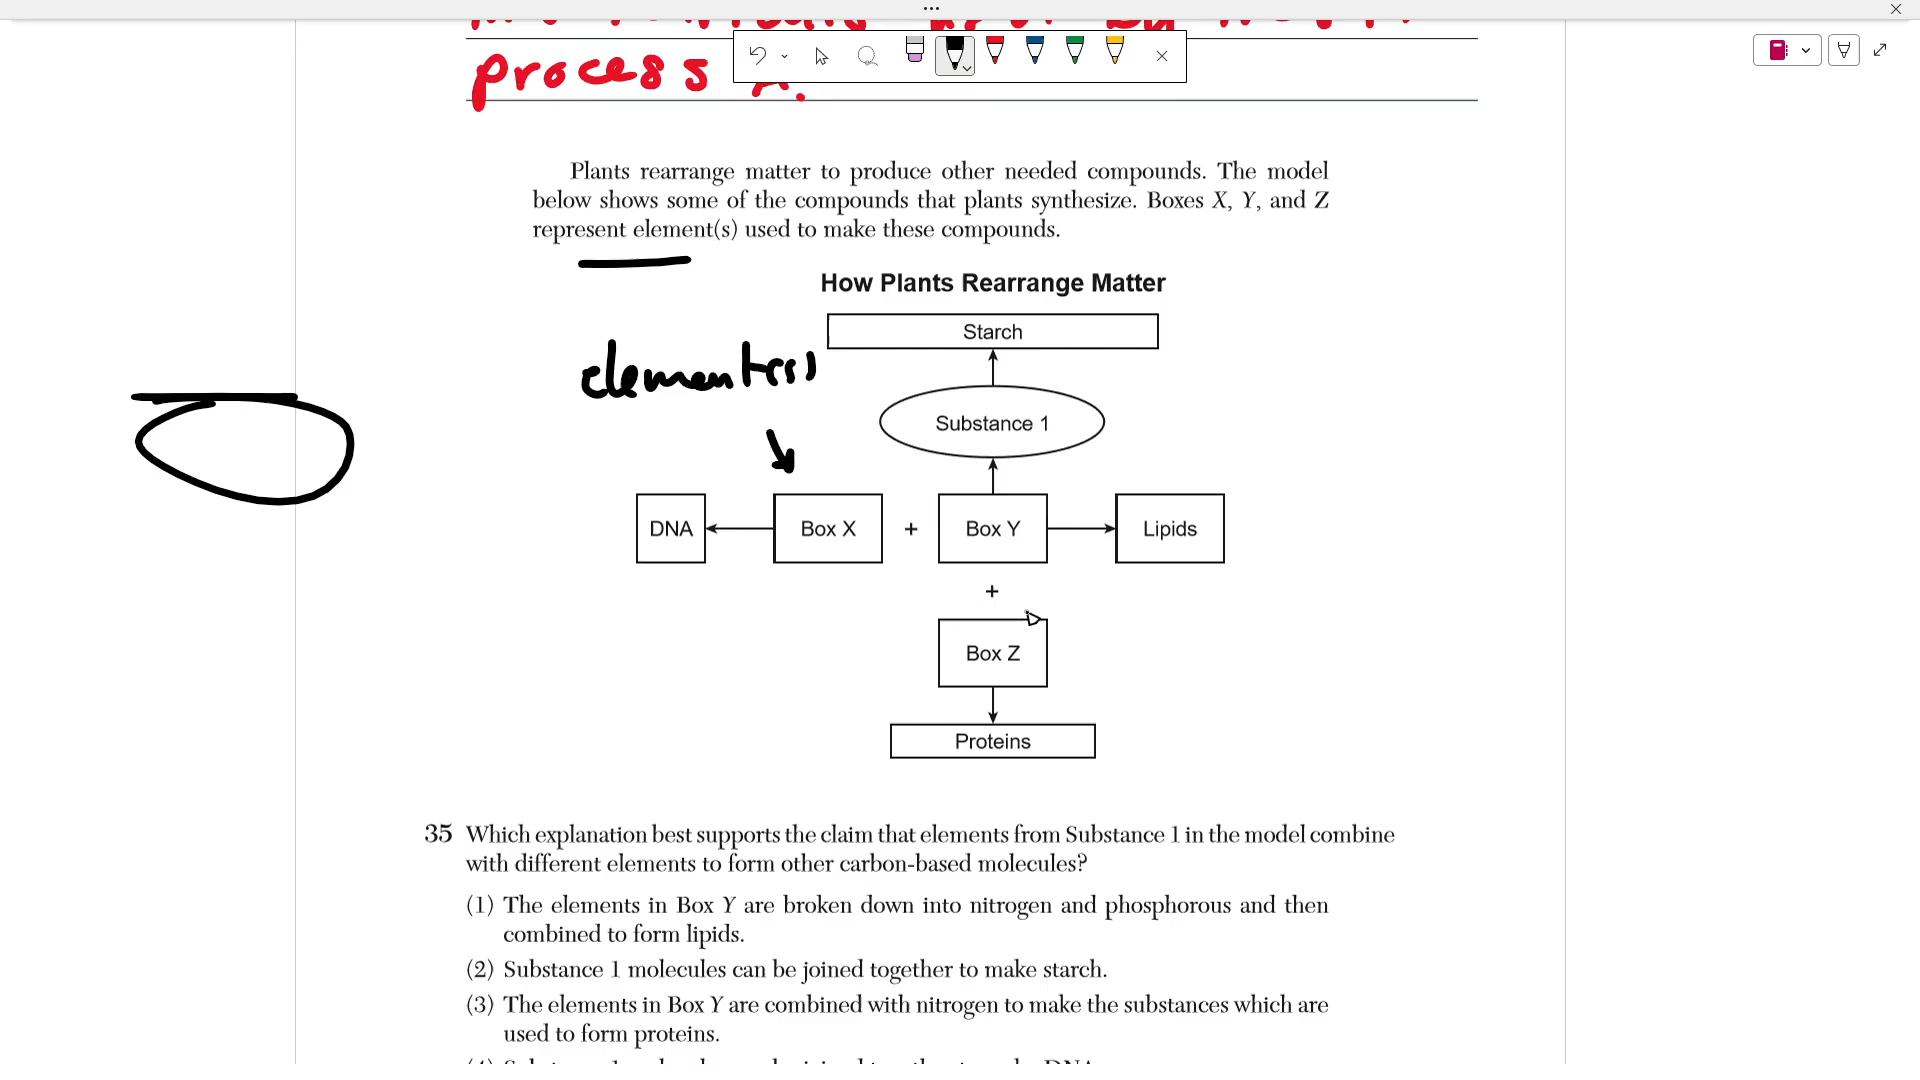 process
Plants rearrange matter to produce other needed compounds. The model
below shows some of the compounds that plants synthesize. Boxes X, Y, and Z
represent element(s) used to make these compounds.
How Plants Rearrange Matter
Starch
element(s)
Substance 1
DNA
Box X
+
Box Y
Lipids
+
Box Z
Proteins
35 Which explanation best supports the claim that elements from Substance 1 in the model combine
with different elements to form other carbon-based molecules?
(1) The elements in Box Y are broken down into nitrogen and phosphorous and then
combined to form lipids.
(2) Substance 1 molecules can be joined together to make starch.
(3) The elements in Box Y are combined with nitrogen to make the substances which are
used to form proteins.